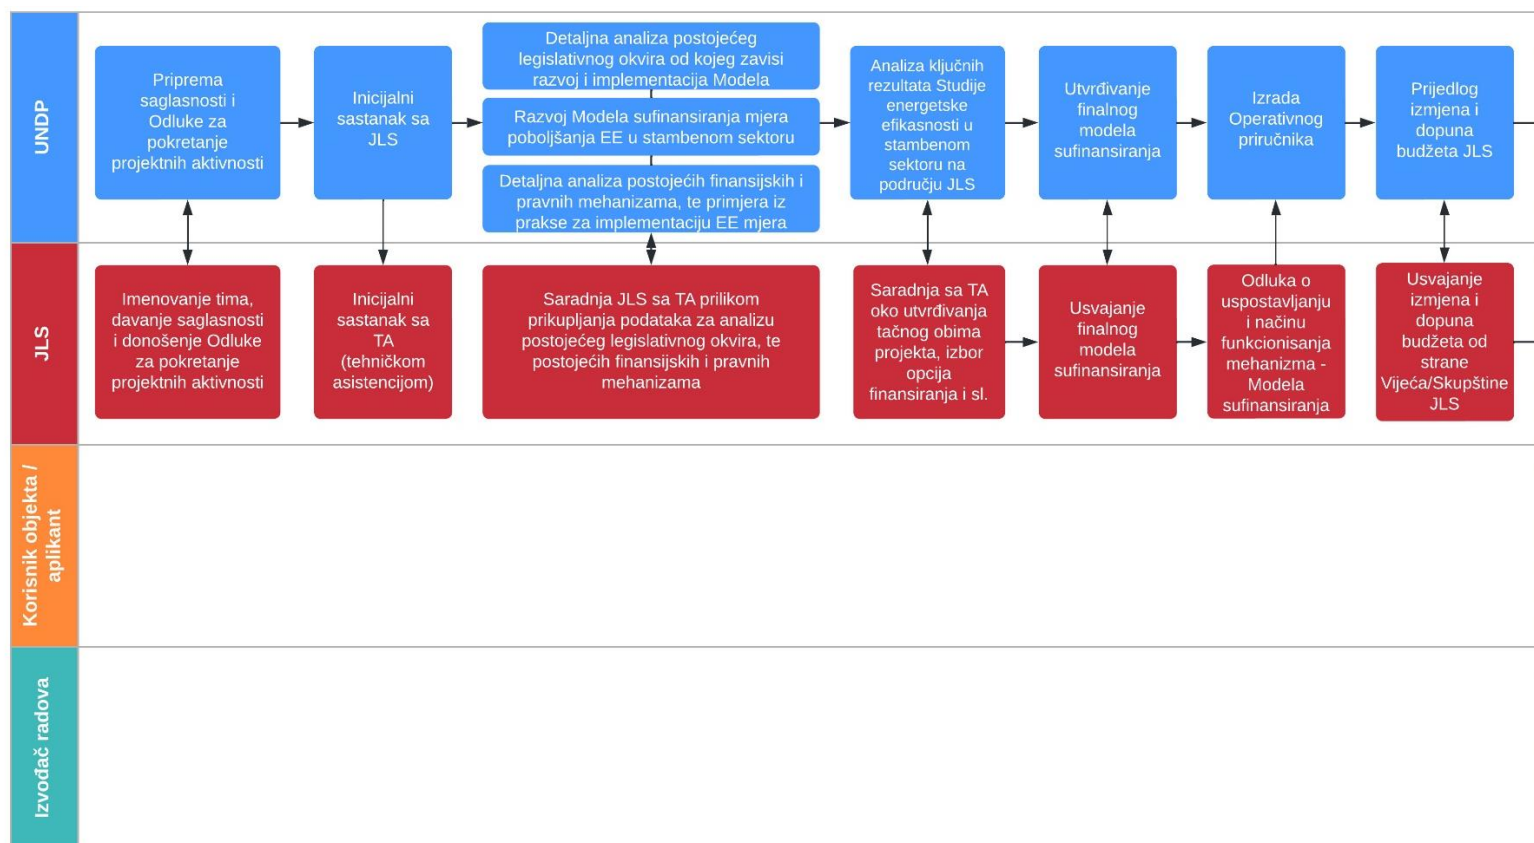 UNDP
Priprema
saglasnosti i
Odluke za
pokretanje
projektnih aktivnosti
Inicijalni
sastanak sa
JLS
Detaljna analiza postojećeg
legislativnog okvira od kojeg zavisi
razvoj i implementacija Modela
Razvoj Modela sufinansiranja mjera
poboljšanja EE u stambenom sektoru
Detaljna analiza postojećih finansijskih i
pravnih mehanizama, te primjera iz
prakse za implementaciju EE mjera
Analiza ključnih
rezultata Studije
energetske
efikasnosti u
stambenom
sektoru na
području JLS
Utvrđivanje
finalnog
modela
sufinansiranja
Izrada
Operativnog
priručnika
Prijedlog
izmjena i
dopuna
budžeta JLS
JLS
Imenovanje tima,
davanje saglasnosti
i donošenje Odluke
za pokretanje
projektnih aktivnosti
Inicijalni
sastanak sa
TA
(tehničkom
asistencijom)
Saradnja JLS sa TA prilikom
prikupljanja podataka za analizu
postojećeg legislativnog okvira, te
postojećih finansijskih i pravnih
mehanizama
Saradnja sa TA
oko utvrđivanja
tačnog obima
projekta, izbor
opcija
finansiranja i sl.
Usvajanje
finalnog
modela
sufinansiranja
Odluka o
uspostavljanju
i načinu
funkcionisanja
mehanizma -
Modela
sufinansiranja
Usvajanje
izmjena i
dopuna
budžeta od
strane
Vijeća/Skupštine
JLS
Korisnik objekta /
aplikant
Izvođač radova